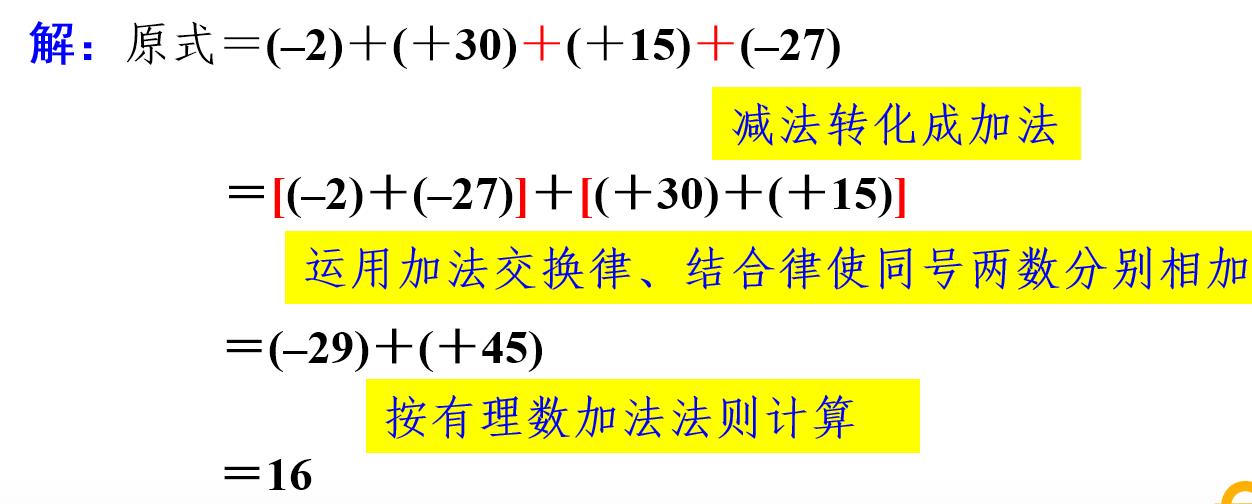 解：原式＝(–2)＋(＋30)＋(＋15)＋(–27)
减法转化成加法
＝[(–2)＋(–27)]＋[(＋30)＋(＋15)]
运用加法交换律、结合律使同号两数分别相加
＝(–29)＋(＋45)
按有理数加法法则计算
＝16